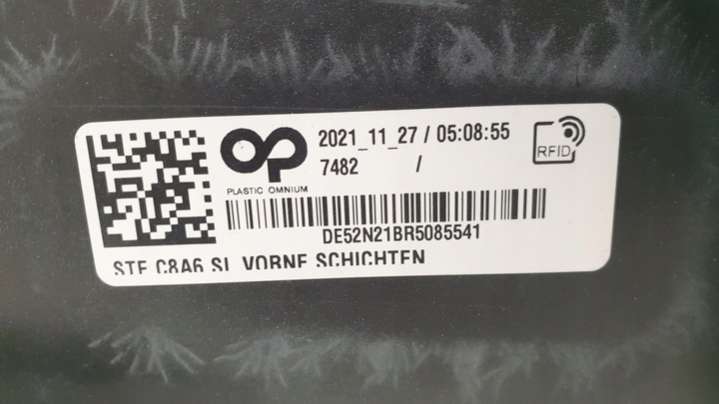 OP
PLASTIC OMNIUM
2021_11_27 / 05:08:55
7482 /
RFID
DE52N21BR5085541
STF C8A6 SL VORNE SCHICHTEN